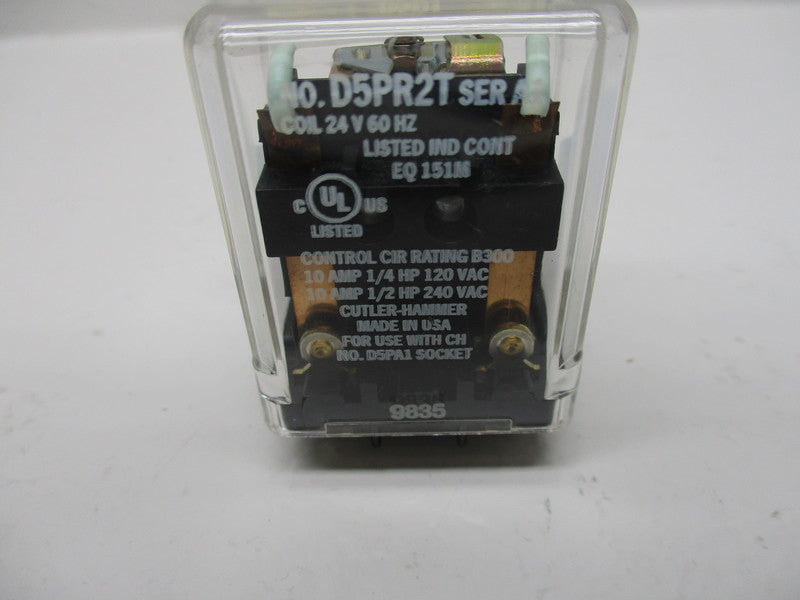 NO. D5PR2T SER A
COIL 24 V 60 HZ
LISTED IND CONT
EQ 151M
C UL US
LISTED
CONTROL CIR RATING B300
10 AMP 1/4 HP 120 VAC
10 AMP 1/2 HP 240 VAC
CUTLER-HAMMER
MADE IN USA
FOR USE WITH CH
NO. D5PA1 SOCKET
9835